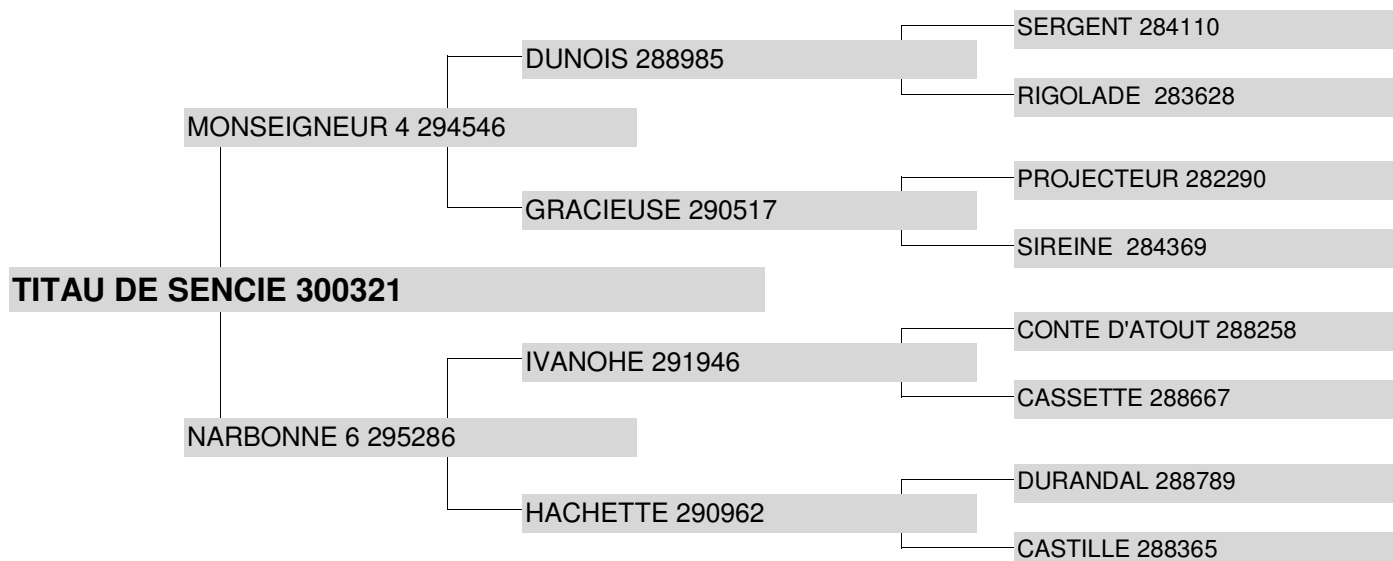 SERGENT 284110
DUNOIS 288985
RIGOLADE 283628
MONSEIGNEUR 4 294546
PROJECTEUR 282290
GRACIEUSE 290517
SIREINE 284369
TITAU DE SENCIE 300321
CONTE D'ATOUT 288258
IVANOHE 291946
CASSETTE 288667
NARBONNE 6 295286
DURANDAL 288789
HACHETTE 290962
CASTILLE 288365